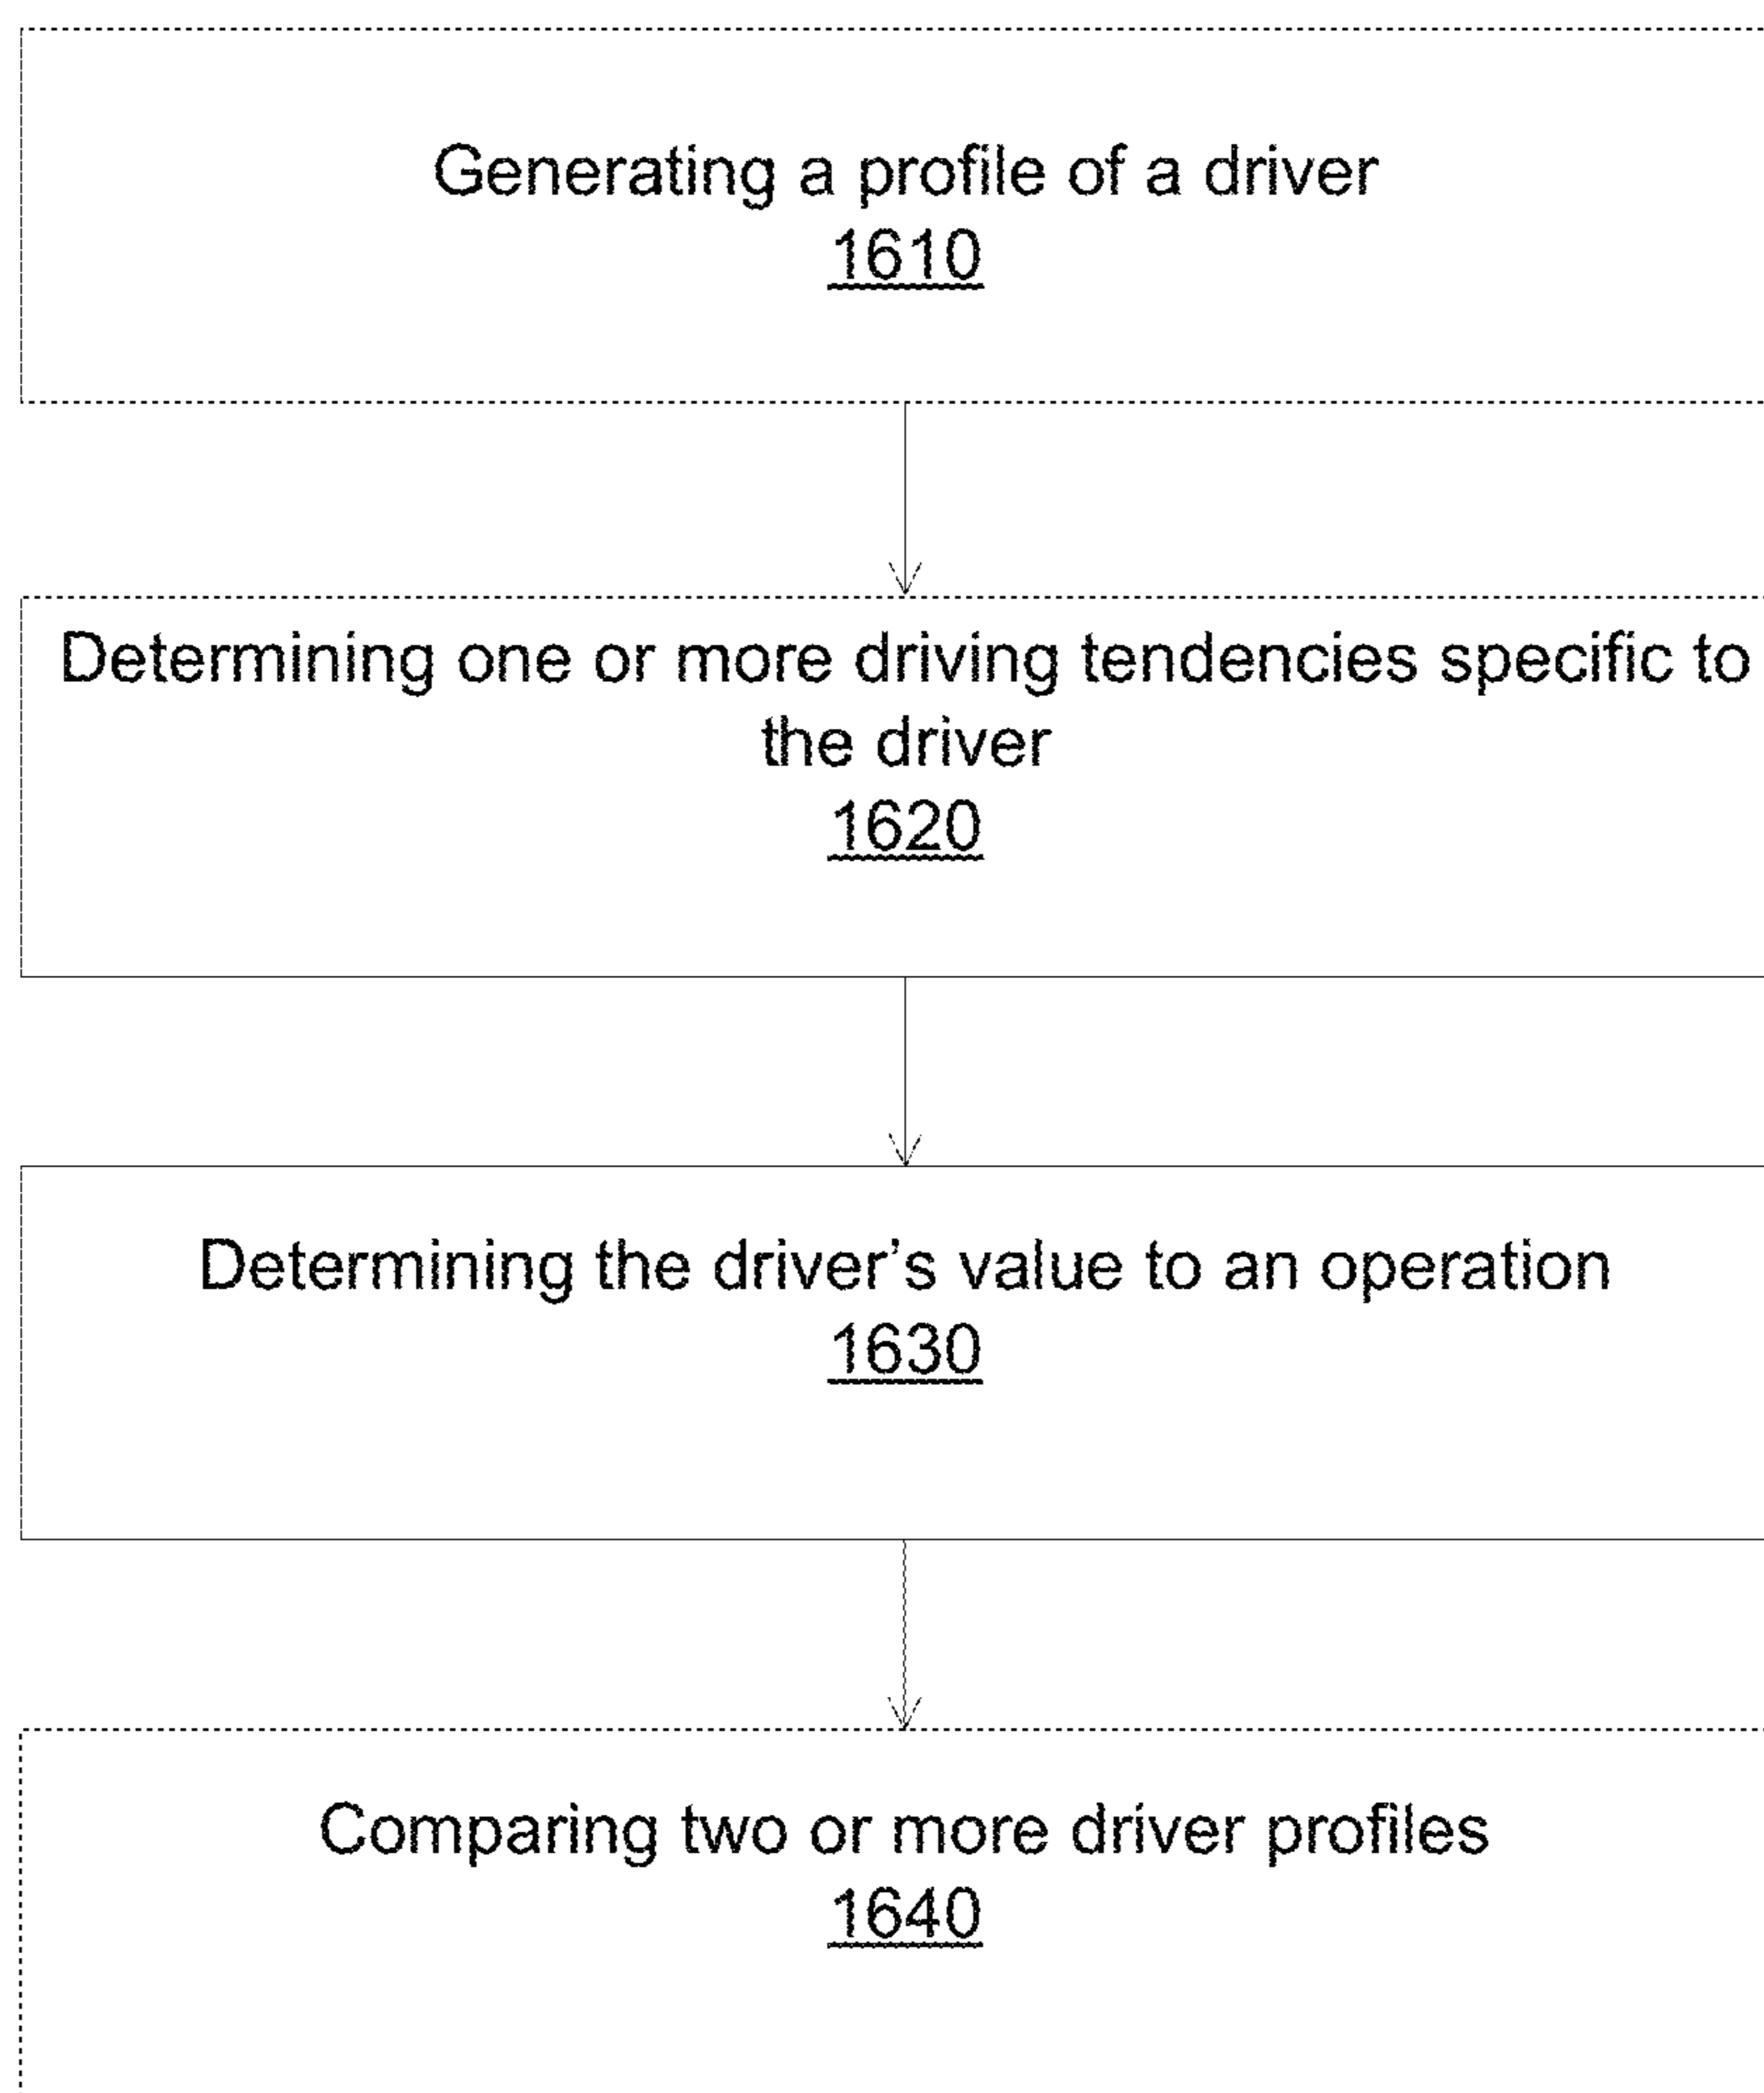 Generating a profile of a driver
1610
Determining one or more driving tendencies specific to
the driver
1620
Determining the driver’s value to an operation
1630
Comparing two or more driver profiles
1640